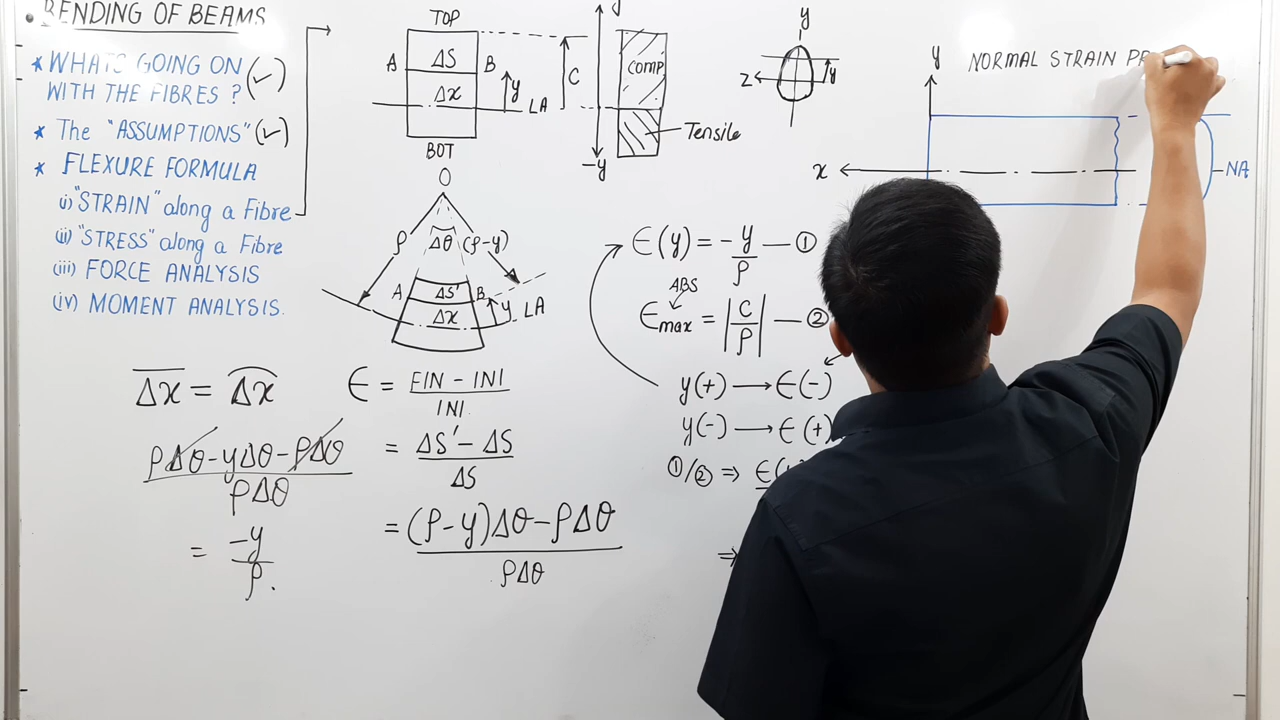 BENDING OF BEAMS
* WHATS GOING ON
WITH THE FIBRES ? (✓)
* The "ASSUMPTIONS" (✓)
* FLEXURE FORMULA
i) "STRAIN" along a Fibre
(ii) "STRESS" along a Fibre
(iii) FORCE ANALYSIS
(iv) MOMENT ANALYSIS.
TOP
A ΔS B
Δx
y
LA
C
BOT
y
COMP
Tensile
-y
y
z
y
O
ρ Δθ (ρ-y)
A ΔS' B
Δx y LA
Δx = Δx
ρΔθ - yΔθ - ρΔθ
ρΔθ
= -y
ρ.
ϵ = FIN - INI
INI
= ΔS' - ΔS
ΔS
= (ρ-y)Δθ - ρΔθ
ρΔθ
ϵ(y) = - y — ①
ρ
ABS
ϵmax = | C | — ②
ρ
y(+) → ϵ(-)
y(-) → ϵ(+)
①/② ⇒
⇒
y
NORMAL STRAIN
x
NA